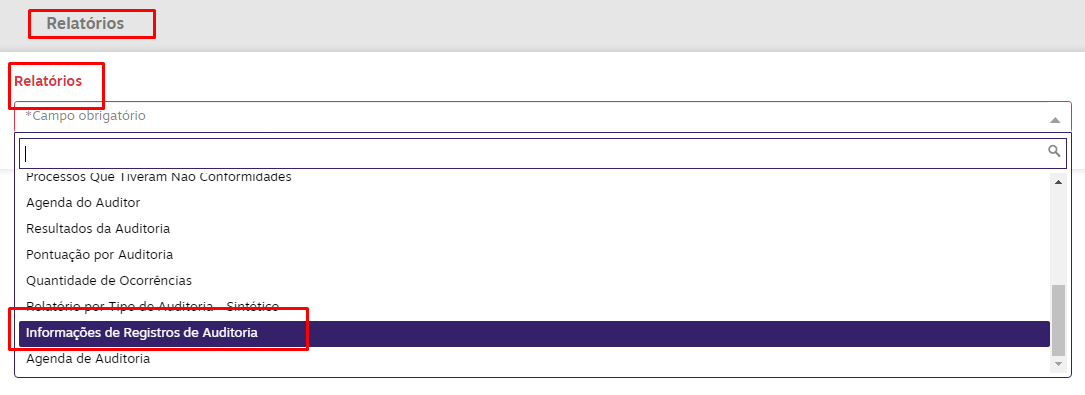 Relatórios
Relatórios
*Campo obrigatório
Processos Que Tiveram Não Conformidades
Agenda do Auditor
Resultados da Auditoria
Pontuação por Auditoria
Quantidade de Ocorrências
Relatório por Tipo de Auditoria - Sintético
Informações de Registros de Auditoria
Agenda de Auditoria